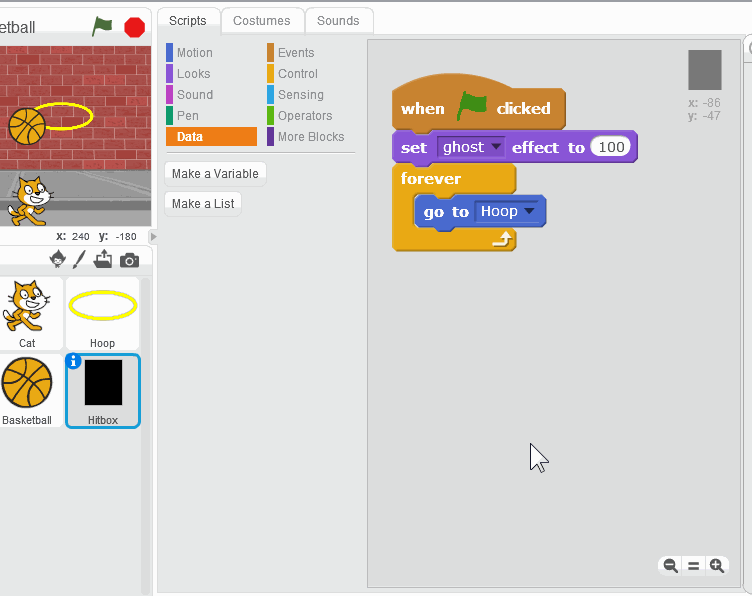 etball
Scripts Costumes Sounds
Motion Events
Looks Control
Sound Sensing
Pen Operators
Data More Blocks
Make a Variable
Make a List
when clicked
set ghost effect to 100
forever
go to Hoop
x: -86
y: -47
x: 240 y: -180
Cat Hoop
Basketball Hitbox